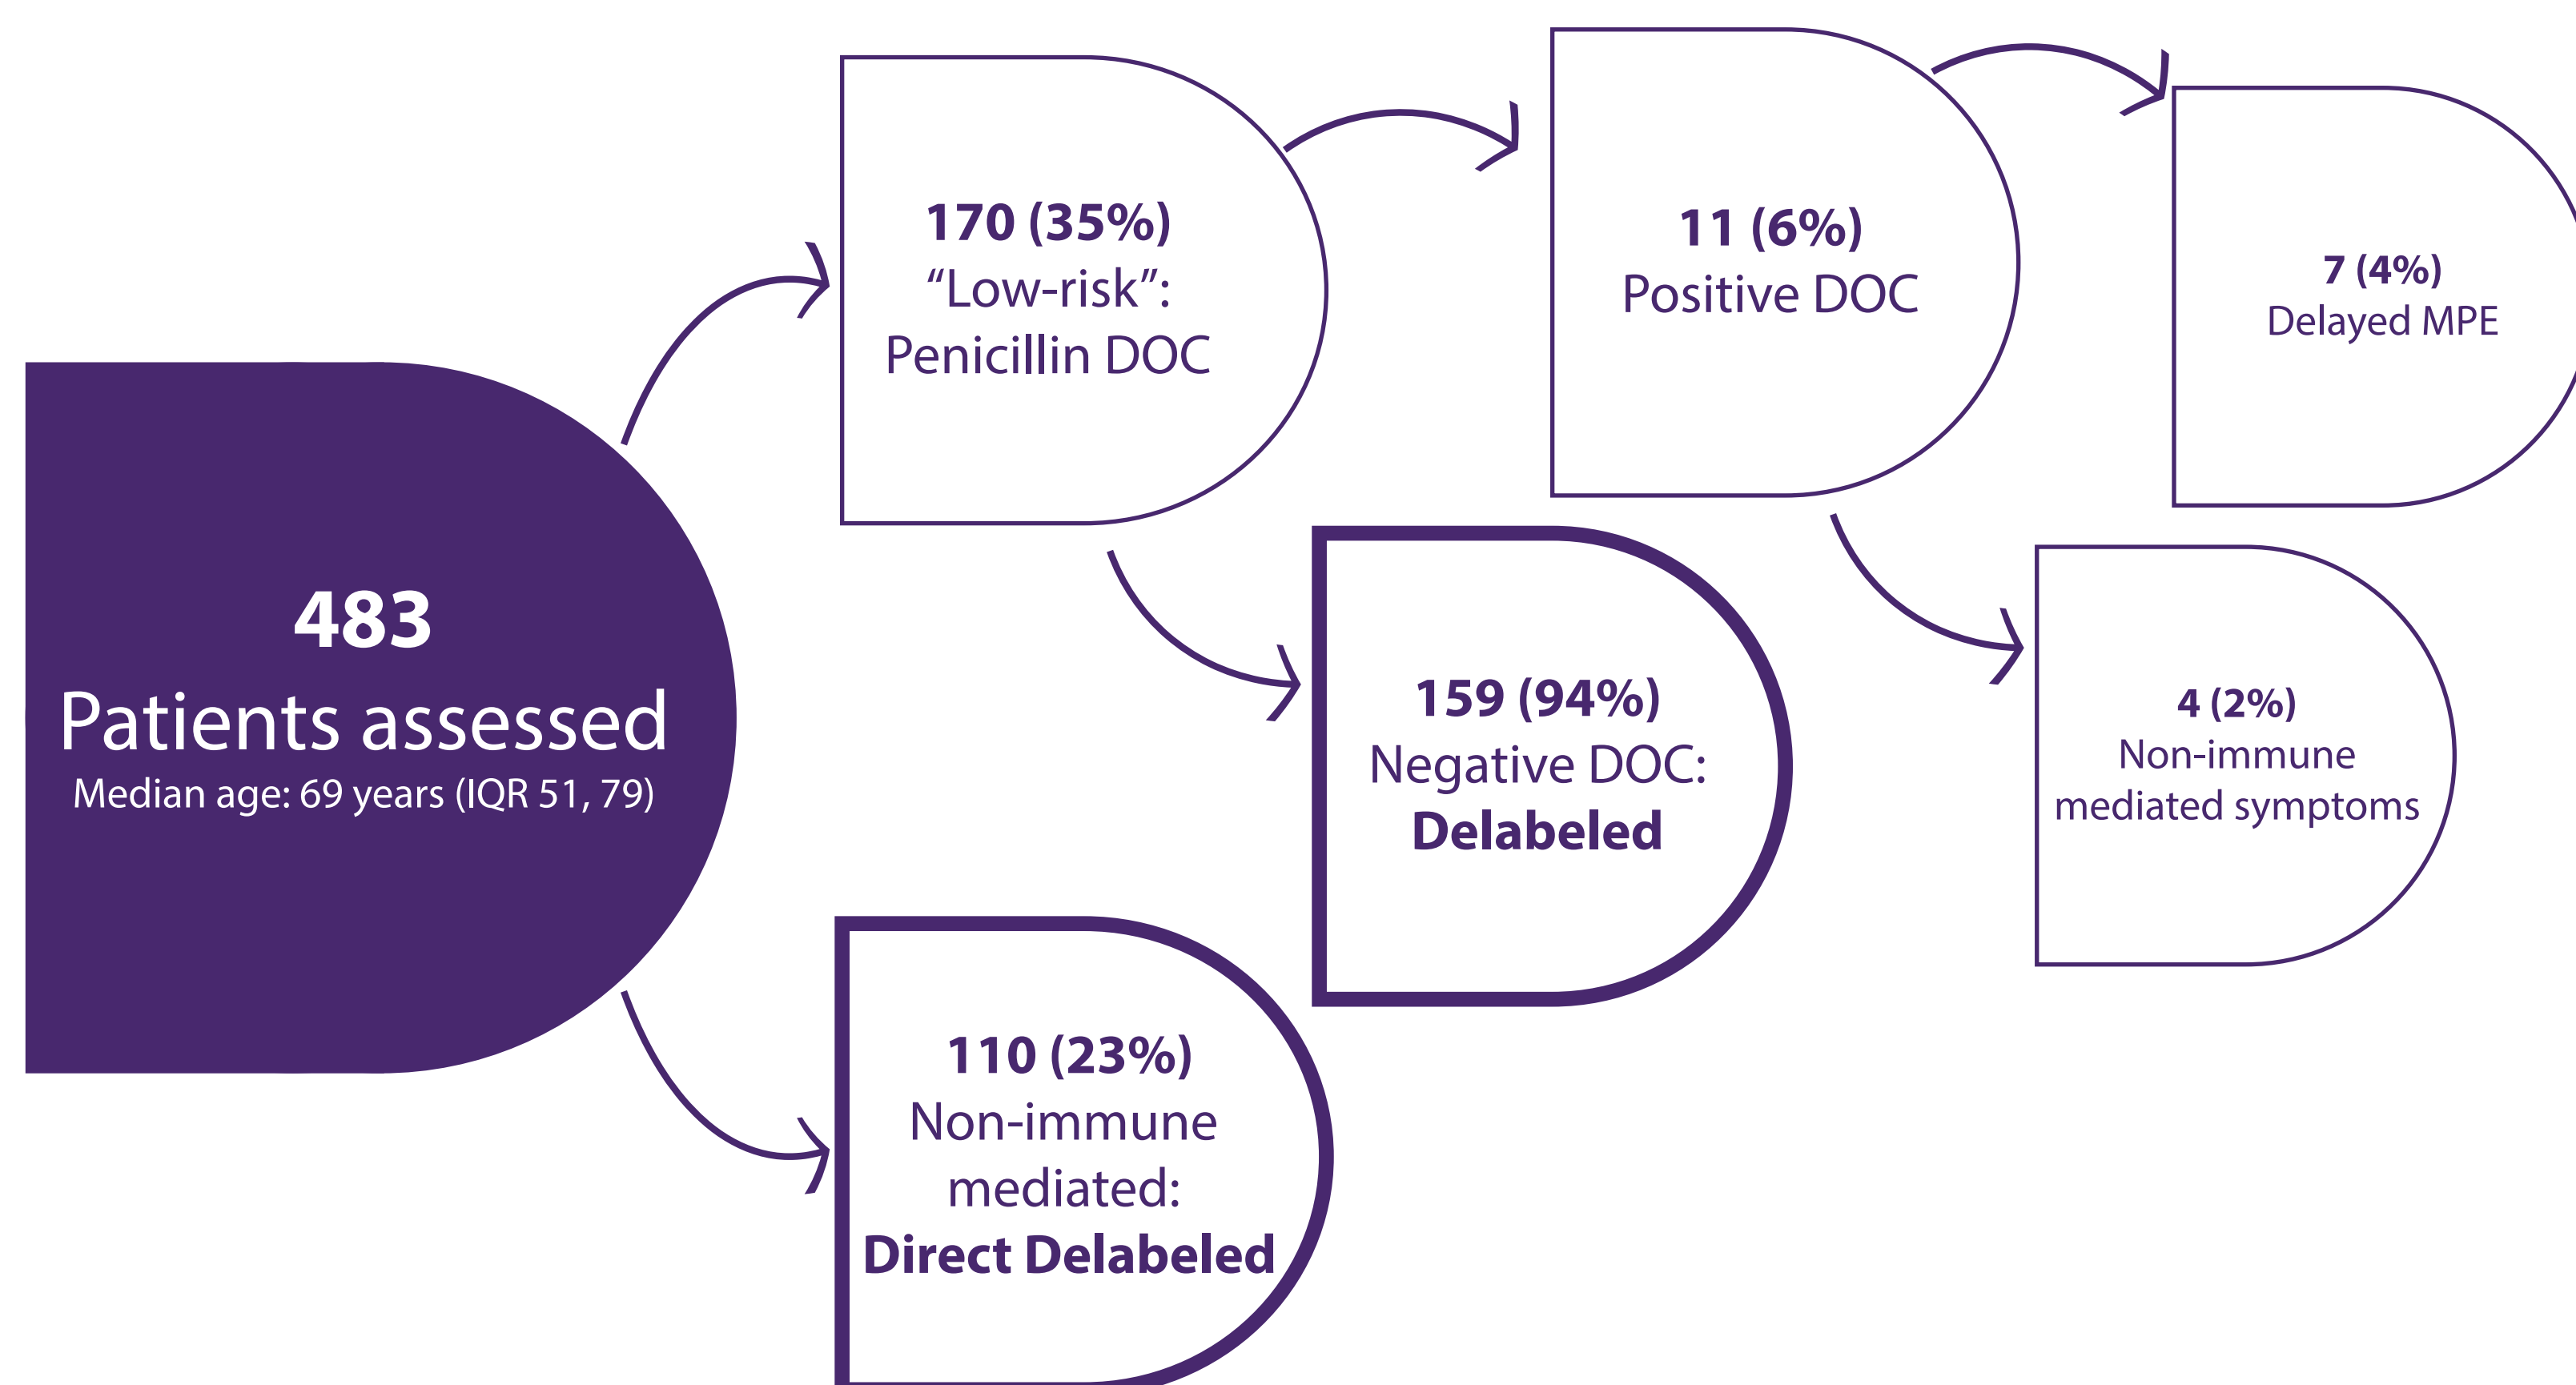 483
Patients assessed
Median age: 69 years (IQR 51, 79)
170 (35%)
“Low-risk”:
Penicillin DOC
11 (6%)
Positive DOC
7 (4%)
Delayed MPE
159 (94%)
Negative DOC:
Delabeled
4 (2%)
Non-immune
mediated symptoms
110 (23%)
Non-immune
mediated:
Direct Delabeled